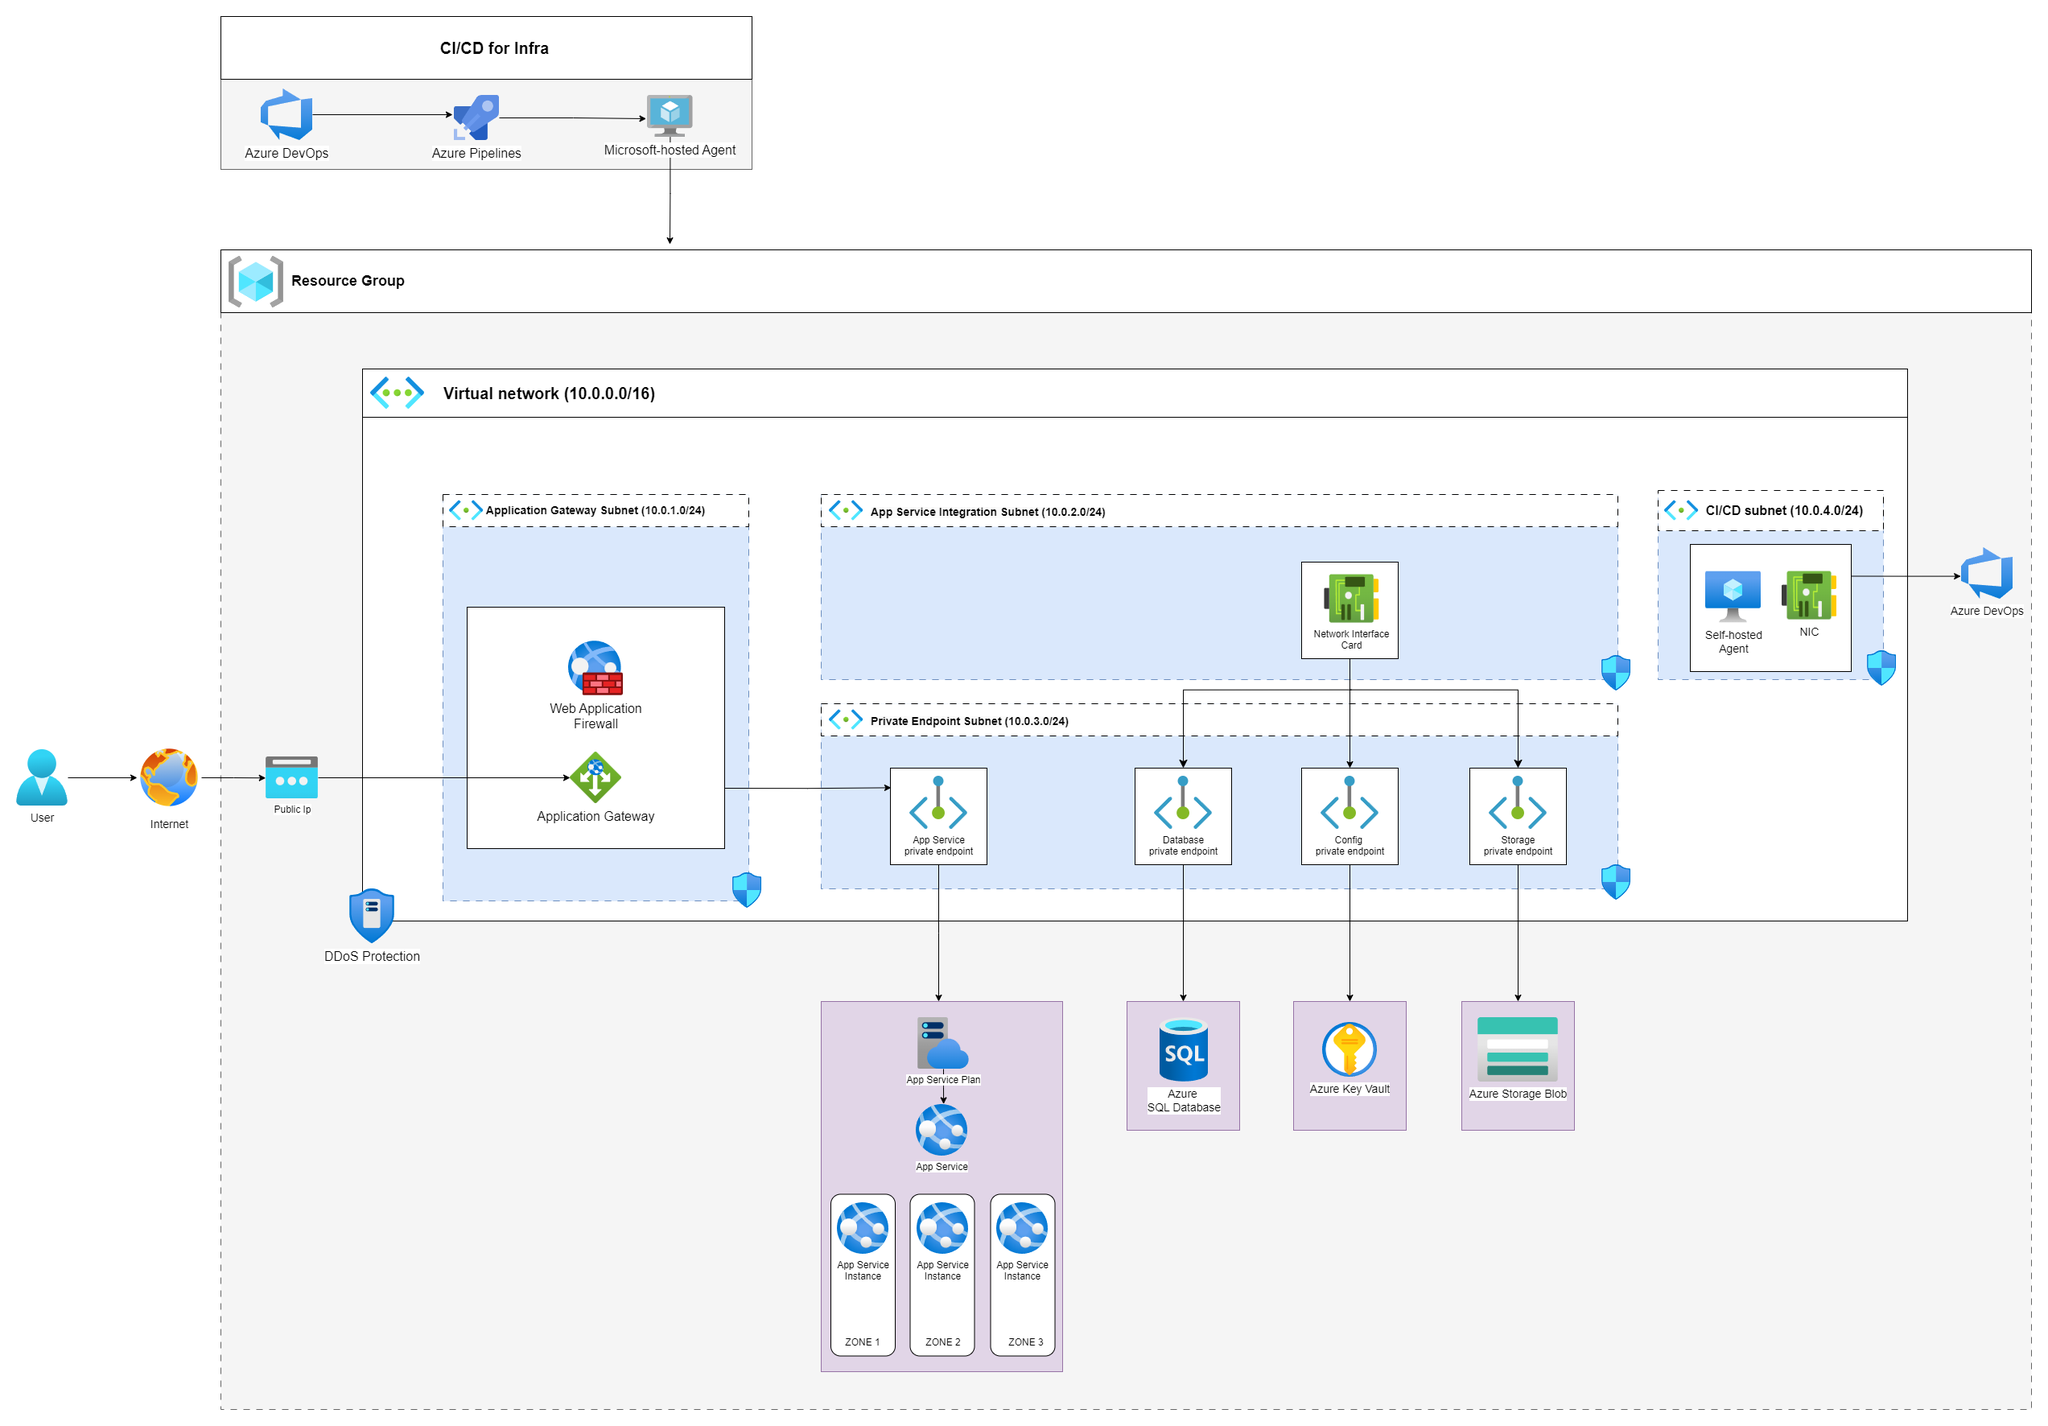 CI/CD for Infra
Azure DevOps
Azure Pipelines
Microsoft-hosted Agent
Resource Group
Virtual network (10.0.0.0/16)
Application Gateway Subnet (10.0.1.0/24)
App Service Integration Subnet (10.0.2.0/24)
CI/CD subnet (10.0.4.0/24)
Network Interface
Card
Self-hosted
Agent
NIC
Azure DevOps
Web Application
Firewall
Application Gateway
Private Endpoint Subnet (10.0.3.0/24)
User
Internet
Public Ip
App Service
private endpoint
Database
private endpoint
Config
private endpoint
Storage
private endpoint
DDoS Protection
App Service Plan
App Service
SQL
Azure
SQL Database
Azure Key Vault
Azure Storage Blob
App Service
Instance
ZONE 1
App Service
Instance
ZONE 2
App Service
Instance
ZONE 3